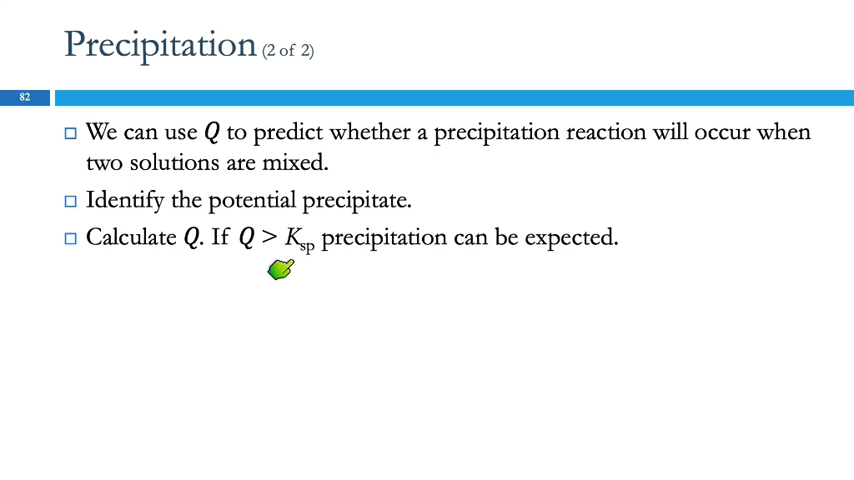 Precipitation (2 of 2)
82
We can use Q to predict whether a precipitation reaction will occur when
two solutions are mixed.
Identify the potential precipitate.
Calculate Q. If Q > Ksp precipitation can be expected.